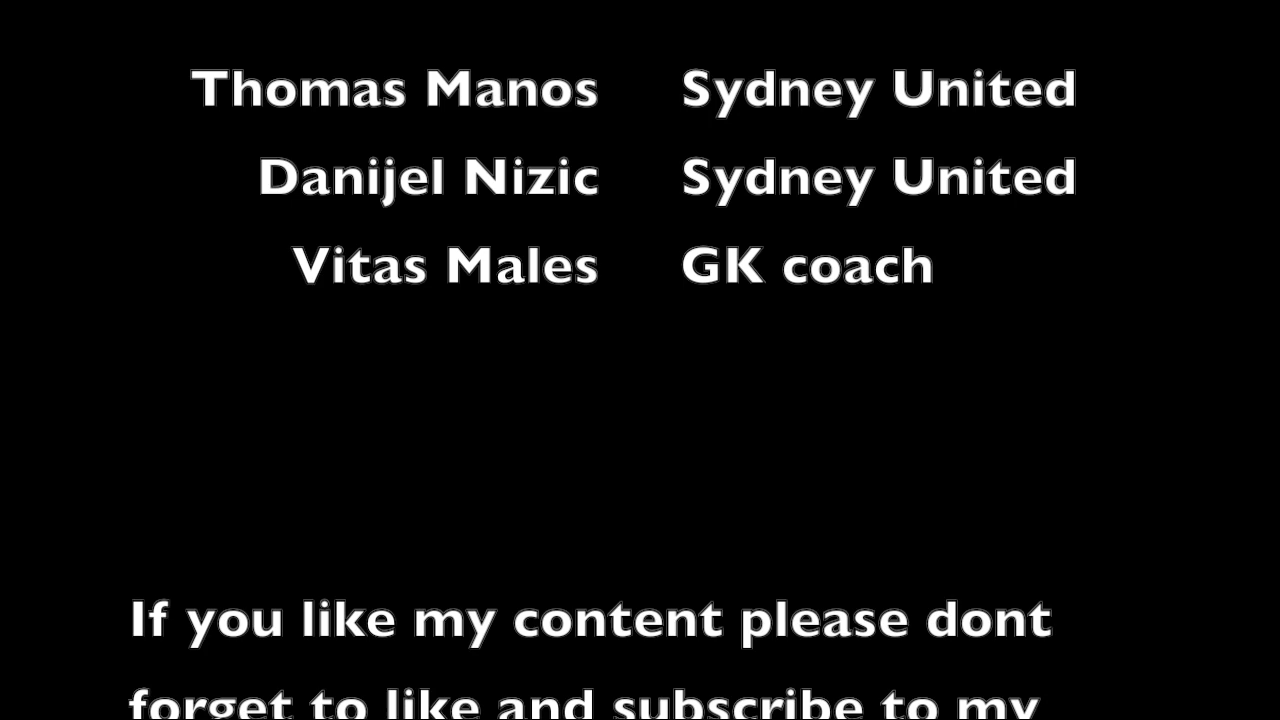 Thomas Manos Sydney United
Danijel Nizic Sydney United
Vitas Males GK coach
If you like my content please dont
forget to like and subscribe to my